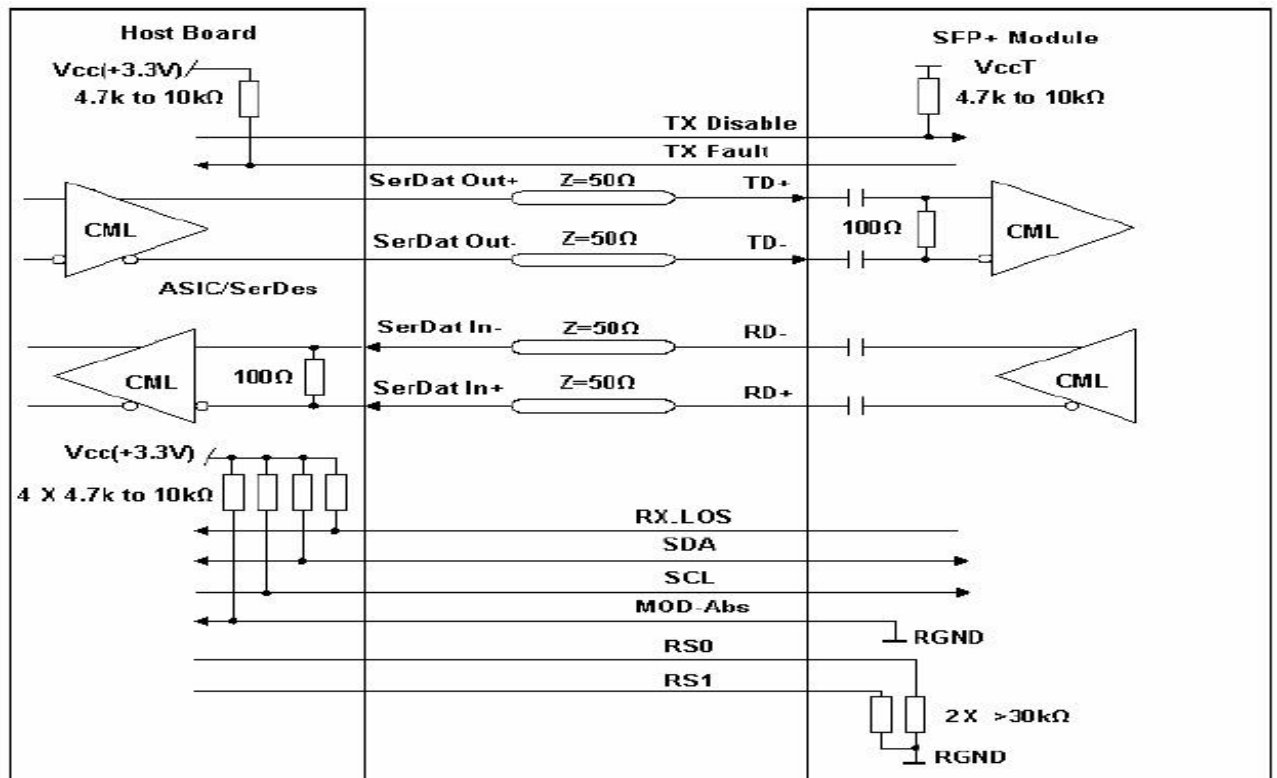 Host Board
SFP+ Module
Vcc(+3.3V)
VccT
4.7k to 10kΩ
4.7k to 10kΩ
TX Disable
TX Fault
SerDat Out+
Z=50Ω
TD+
CML
100Ω
CML
SerDat Out-
Z=50Ω
TD-
ASIC/SerDes
SerDat In-
Z=50Ω
RD-
CML
100Ω
SerDat In+
Z=50Ω
RD+
CML
Vcc(+3.3V)
4 X 4.7k to 10kΩ
RX_LOS
SDA
SCL
MOD-Abs
RGND
RS0
RS1
2X >30kΩ
RGND